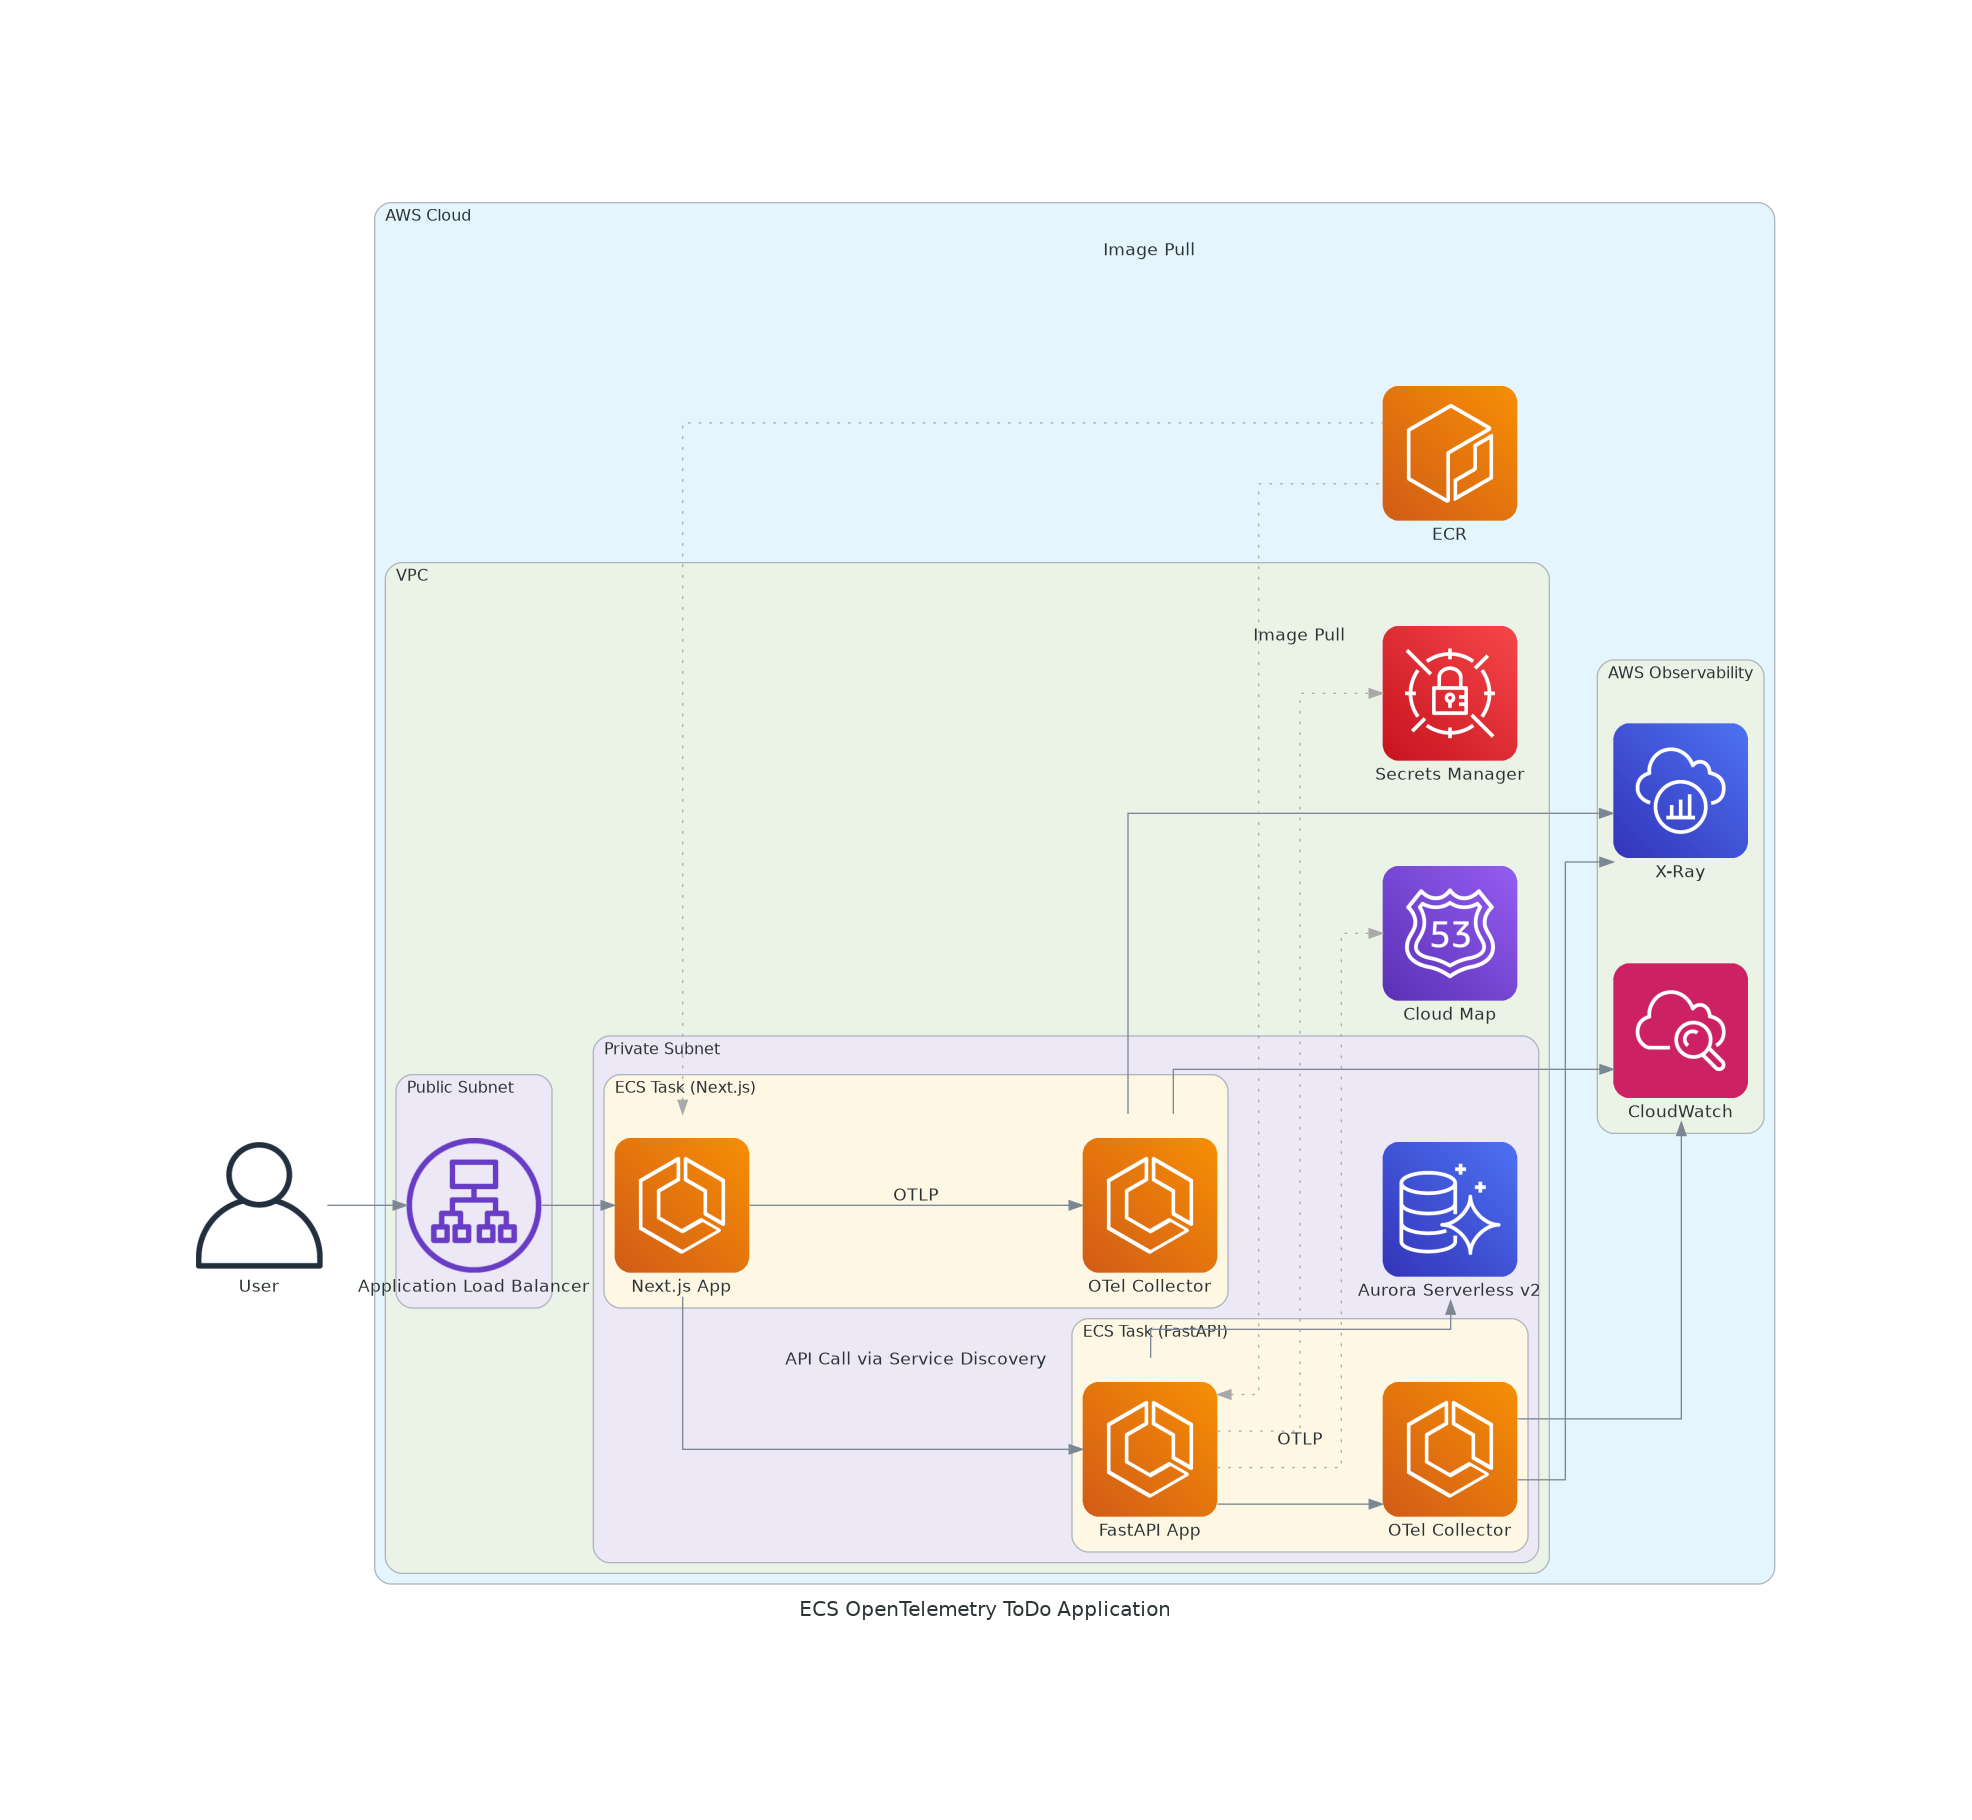 AWS Cloud
Image Pull
ECR
VPC
Image Pull
Secrets Manager
AWS Observability
X-Ray
53
Cloud Map
Private Subnet
Public Subnet
ECS Task (Next.js)
CloudWatch
OTLP
User
Application Load Balancer
Next.js App
OTel Collector
Aurora Serverless v2
ECS Task (FastAPI)
API Call via Service Discovery
OTLP
FastAPI App
OTel Collector
ECS OpenTelemetry ToDo Application